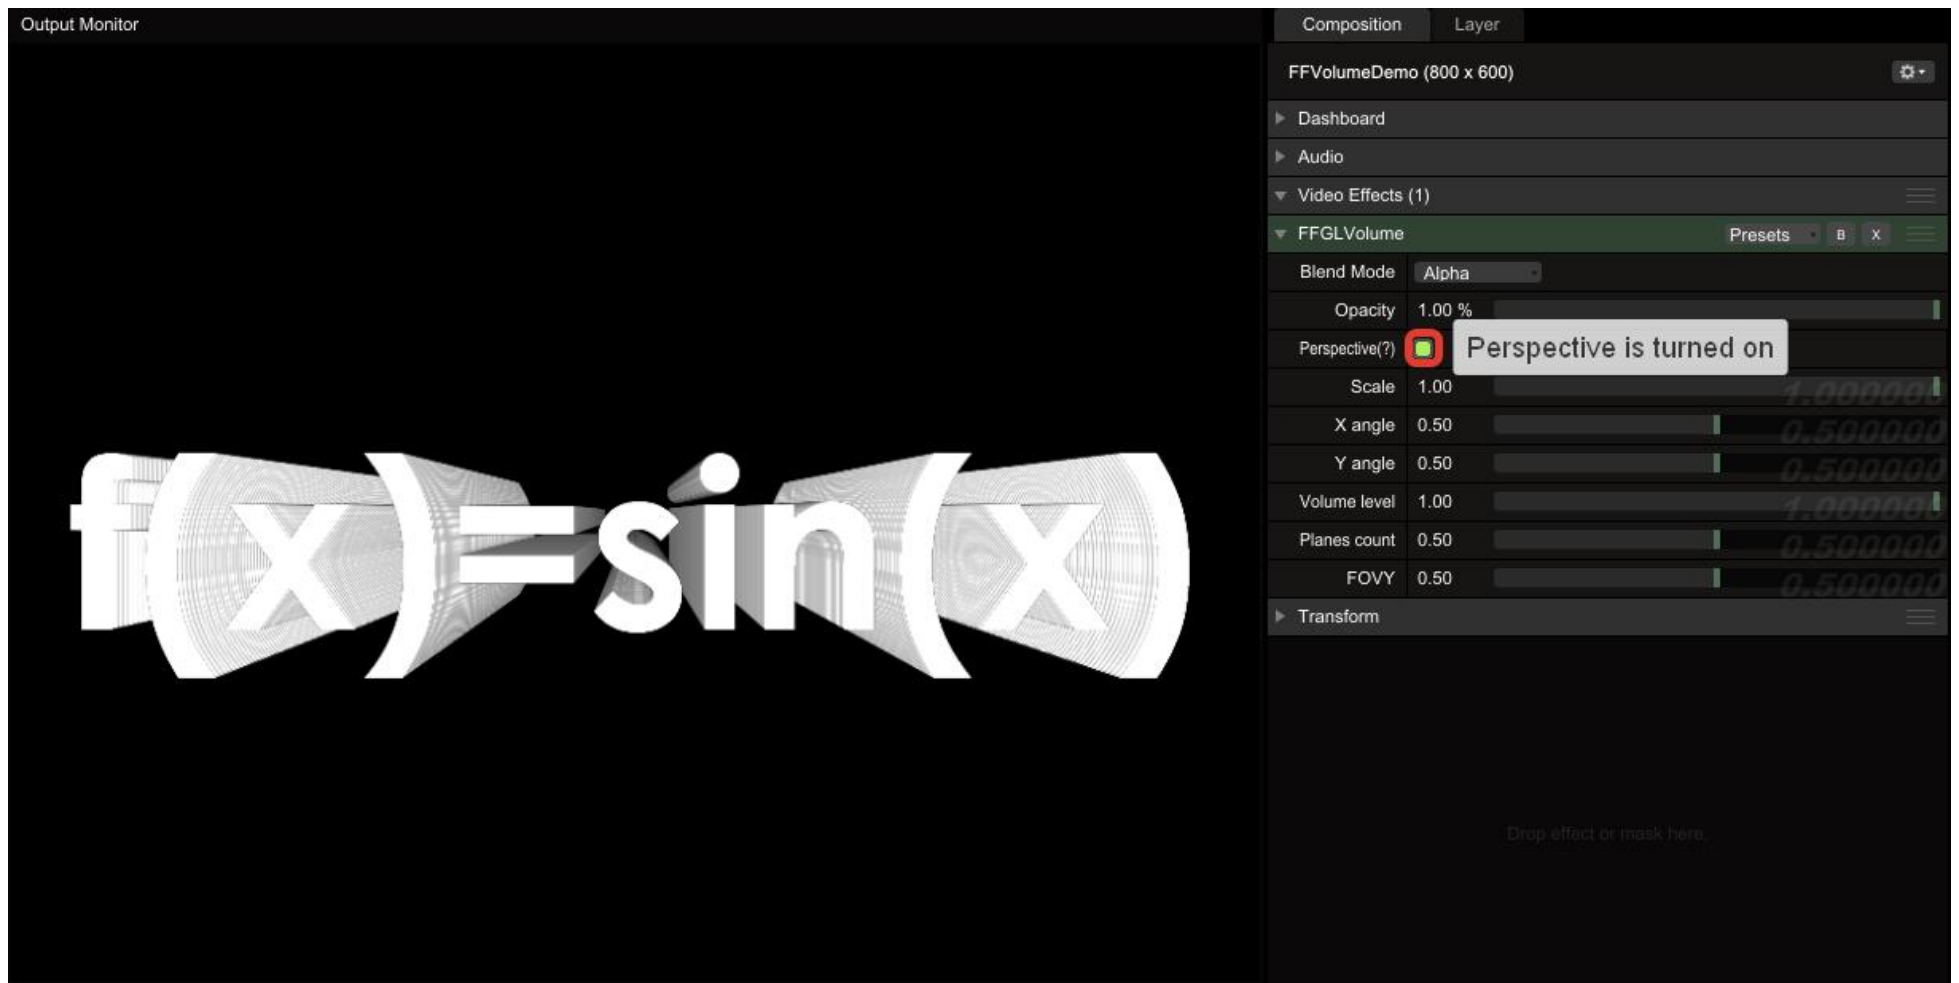 Output Monitor
Composition Layer
FFVolumeDemo (800 x 600)
Dashboard
Audio
Video Effects (1)
FFGLVolume Presets B X
Blend Mode Alpha
Opacity 1.00 %
Perspective(?) Perspective is turned on
Scale 1.00 1.000000
X angle 0.50 0.500000
Y angle 0.50 0.500000
Volume level 1.00 1.000000
Planes count 0.50 0.500000
FOVY 0.50 0.500000
Transform
Drop effect or mask here.
f(x)=sin(x)